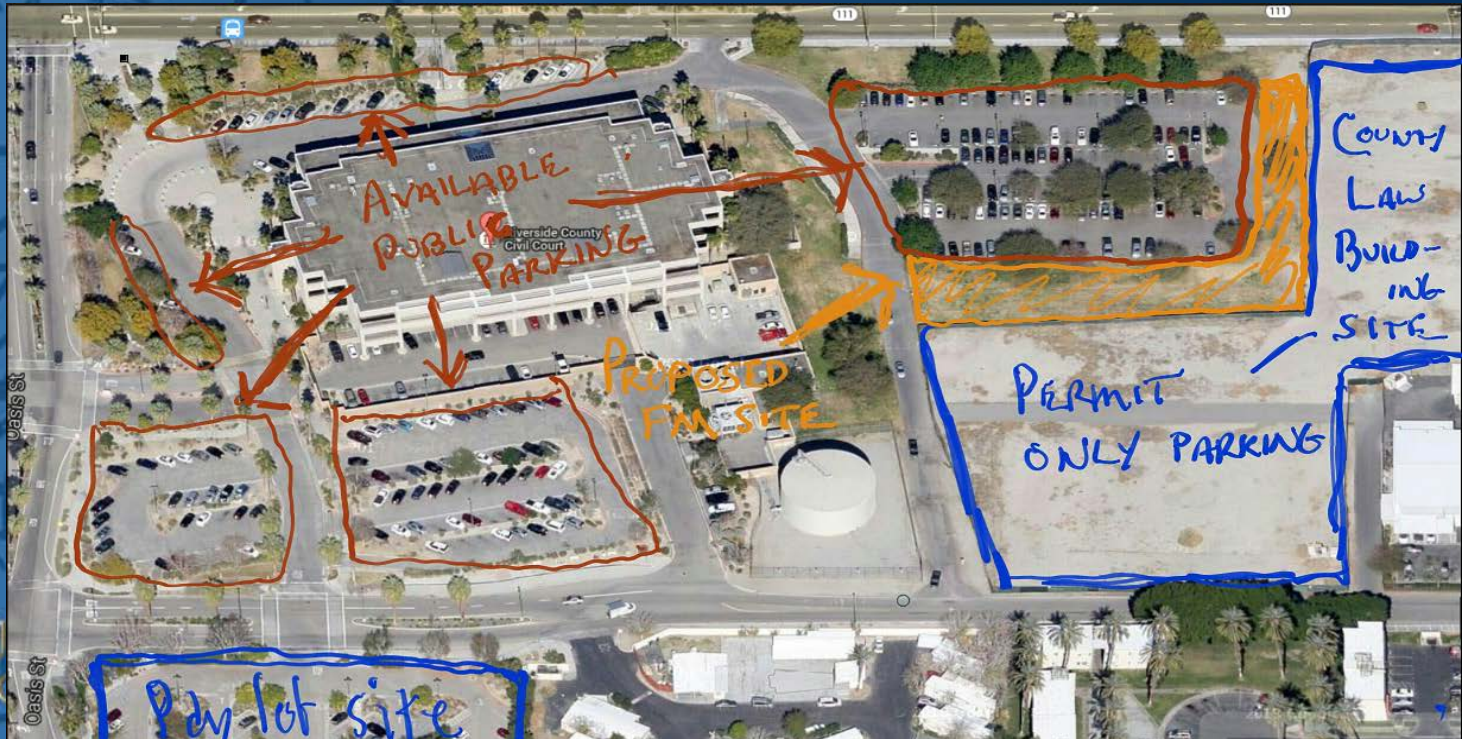 111
111
AVAILABLE
PUBLIC
PARKING
Riverside County
Civil Court
COUNTY
LAW
BUILD-
ING
SITE
PROPOSED
FM SITE
PERMIT
ONLY PARKING
Oasis St
Oasis St
Pay lot site